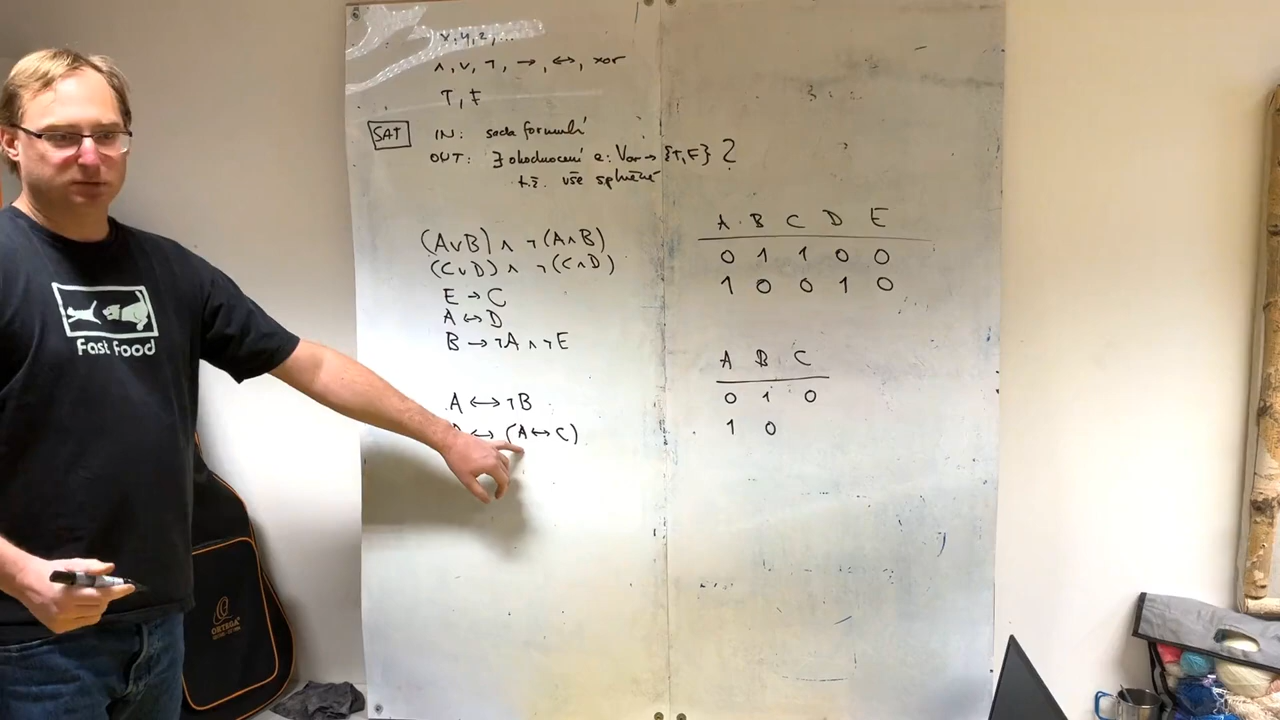 x, y, z, ...
∧, ∨, ¬, →, ↔, xor
T, F
SAT
IN: sada formulí
OUT: ∃ ohodnocení e: Var → {T, F} ?
t.ž. vše splněné
(A∨B) ∧ ¬(A∧B)
(C∨D) ∧ ¬(C∧D)
E → C
A ↔ D
B → ¬A ∧ ¬E
A ↔ ¬B
↔ (A ↔ C)
A B C D E
0 1 1 0 0
1 0 0 1 0
A B C
0 1 0
1 0
Fast Food
ORTEGA